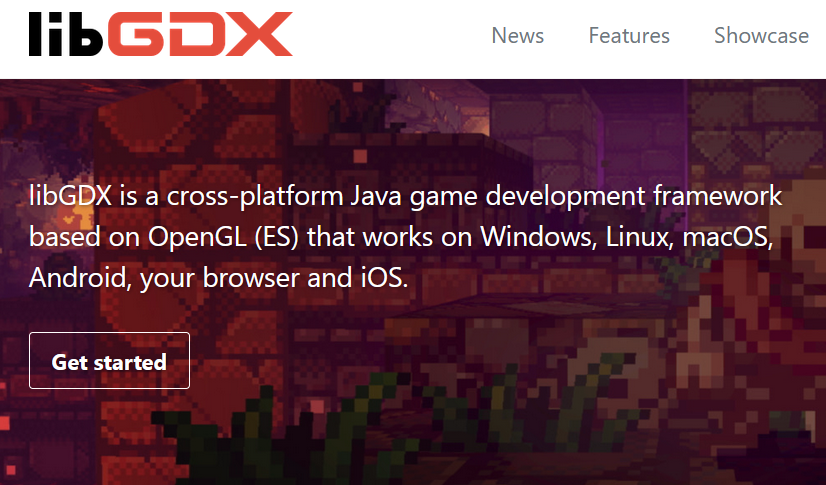 libGDX
News Features Showcase
libGDX is a cross-platform Java game development framework
based on OpenGL (ES) that works on Windows, Linux, macOS,
Android, your browser and iOS.
Get started